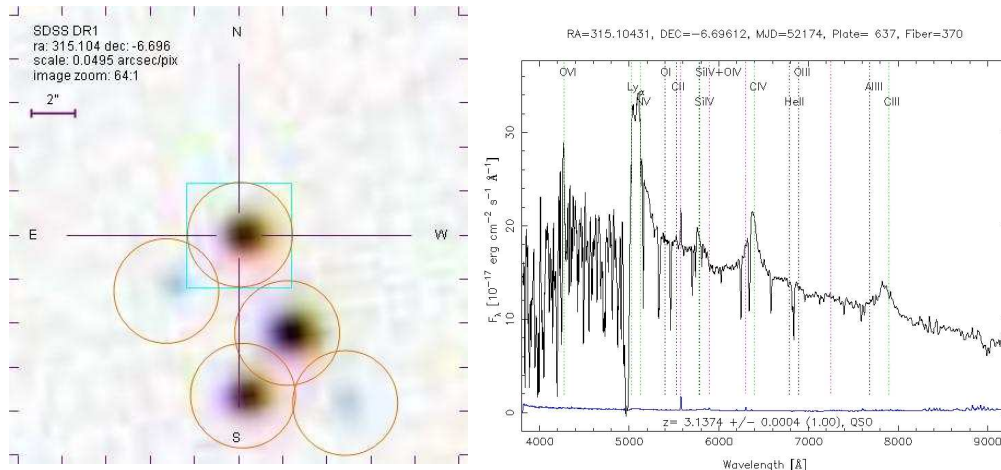 SDSS DR1
ra: 315.104 dec: -6.696
scale: 0.0495 arcsec/pix
image zoom: 64:1
2"
N
E
W
S
RA=315.10431, DEC=-6.69612, MJD=52174, Plate= 637, Fiber=370
OVI OI SiIV+OIV OIII
Lyα CII CIV AlIII
NV SiIV HeII CIII
30
20
10
0
Fλ [10⁻¹⁷ erg cm⁻² s⁻¹ Å⁻¹]
z= 3.1374 +/- 0.0004 (1.00), QSO
4000 5000 6000 7000 8000 9000
Wavelength [Å]